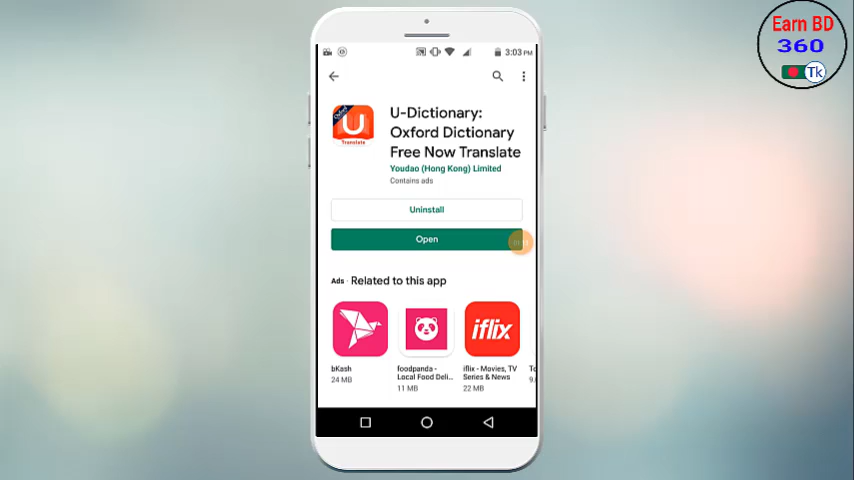 Earn BD
360
Tk
3:03 PM
Oxford
U
Translate
U-Dictionary:
Oxford Dictionary
Free Now Translate
Youdao (Hong Kong) Limited
Contains ads
Uninstall
Open
Ads · Related to this app
iflix
bKash
24 MB
foodpanda -
Local Food Deli...
11 MB
iflix - Movies, TV
Series & News
22 MB